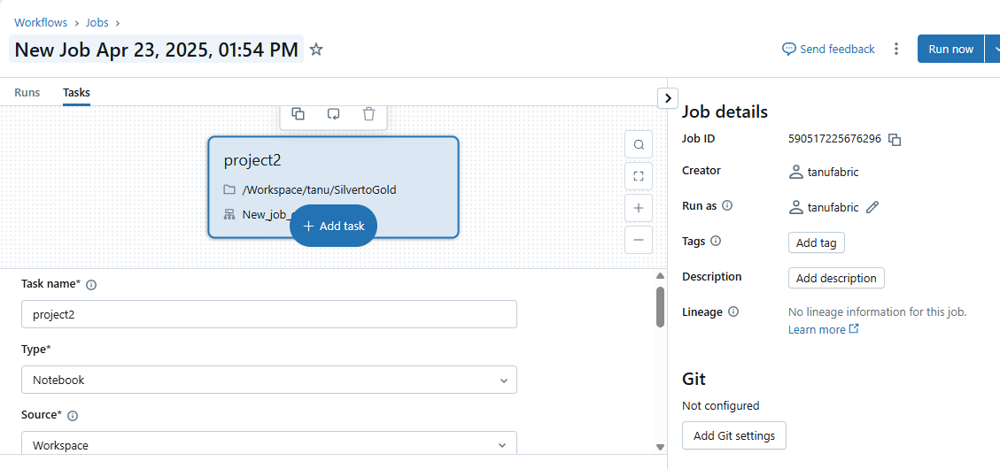 Workflows › Jobs ›
New Job Apr 23, 2025, 01:54 PM
Send feedback
Run now
Runs
Tasks
project2
/Workspace/tanu/SilvertoGold
New_job_
+ Add task
Task name*
project2
Type*
Notebook
Source*
Workspace
Job details
Job ID 590517225676296
Creator tanufabric
Run as tanufabric
Tags Add tag
Description Add description
Lineage No lineage information for this job.
Learn more
Git
Not configured
Add Git settings